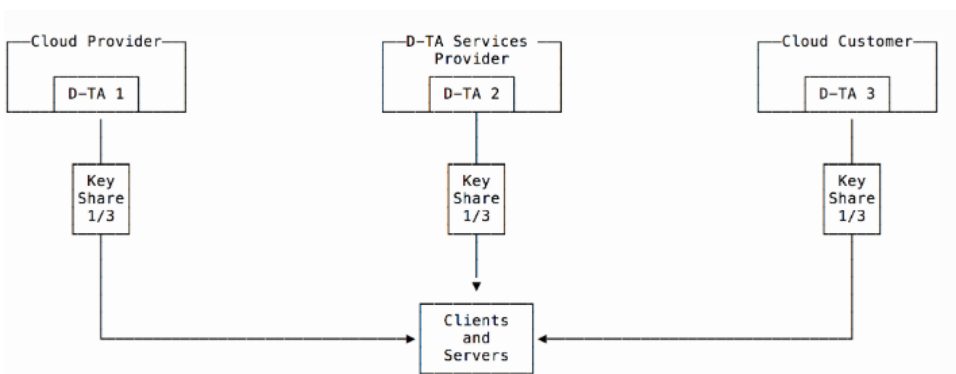 Cloud Provider
D-TA 1
Key
Share
1/3
D-TA Services
Provider
D-TA 2
Key
Share
1/3
Cloud Customer
D-TA 3
Key
Share
1/3
Clients
and
Servers